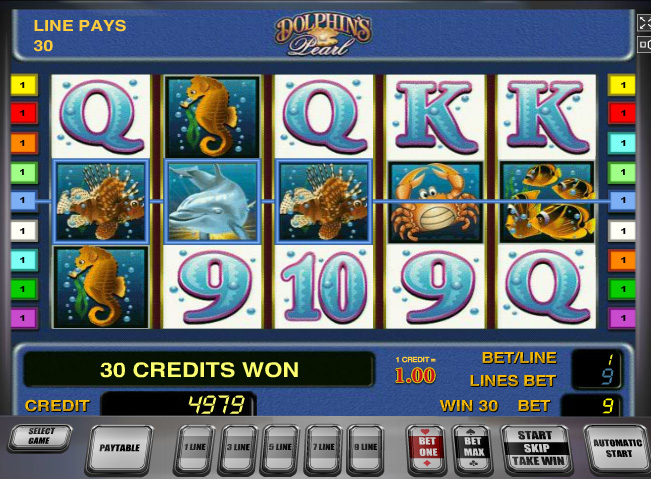 LINE PAYS
30
DOLPHIN'S
Pearl
Q Q K K
1 1
1 1
1 1
1 1
1 1
1 1
1 1
1 1
1 1
9 10 9 Q
30 CREDITS WON
1 CREDIT =
1.00
BET/LINE 1
LINES BET 9
CREDIT 4979
WIN 30 BET 9
SELECT
GAME
PAYTABLE
1 LINE
3 LINE
5 LINE
7 LINE
9 LINE
BET
ONE
BET
MAX
START
SKIP
TAKE WIN
AUTOMATIC
START